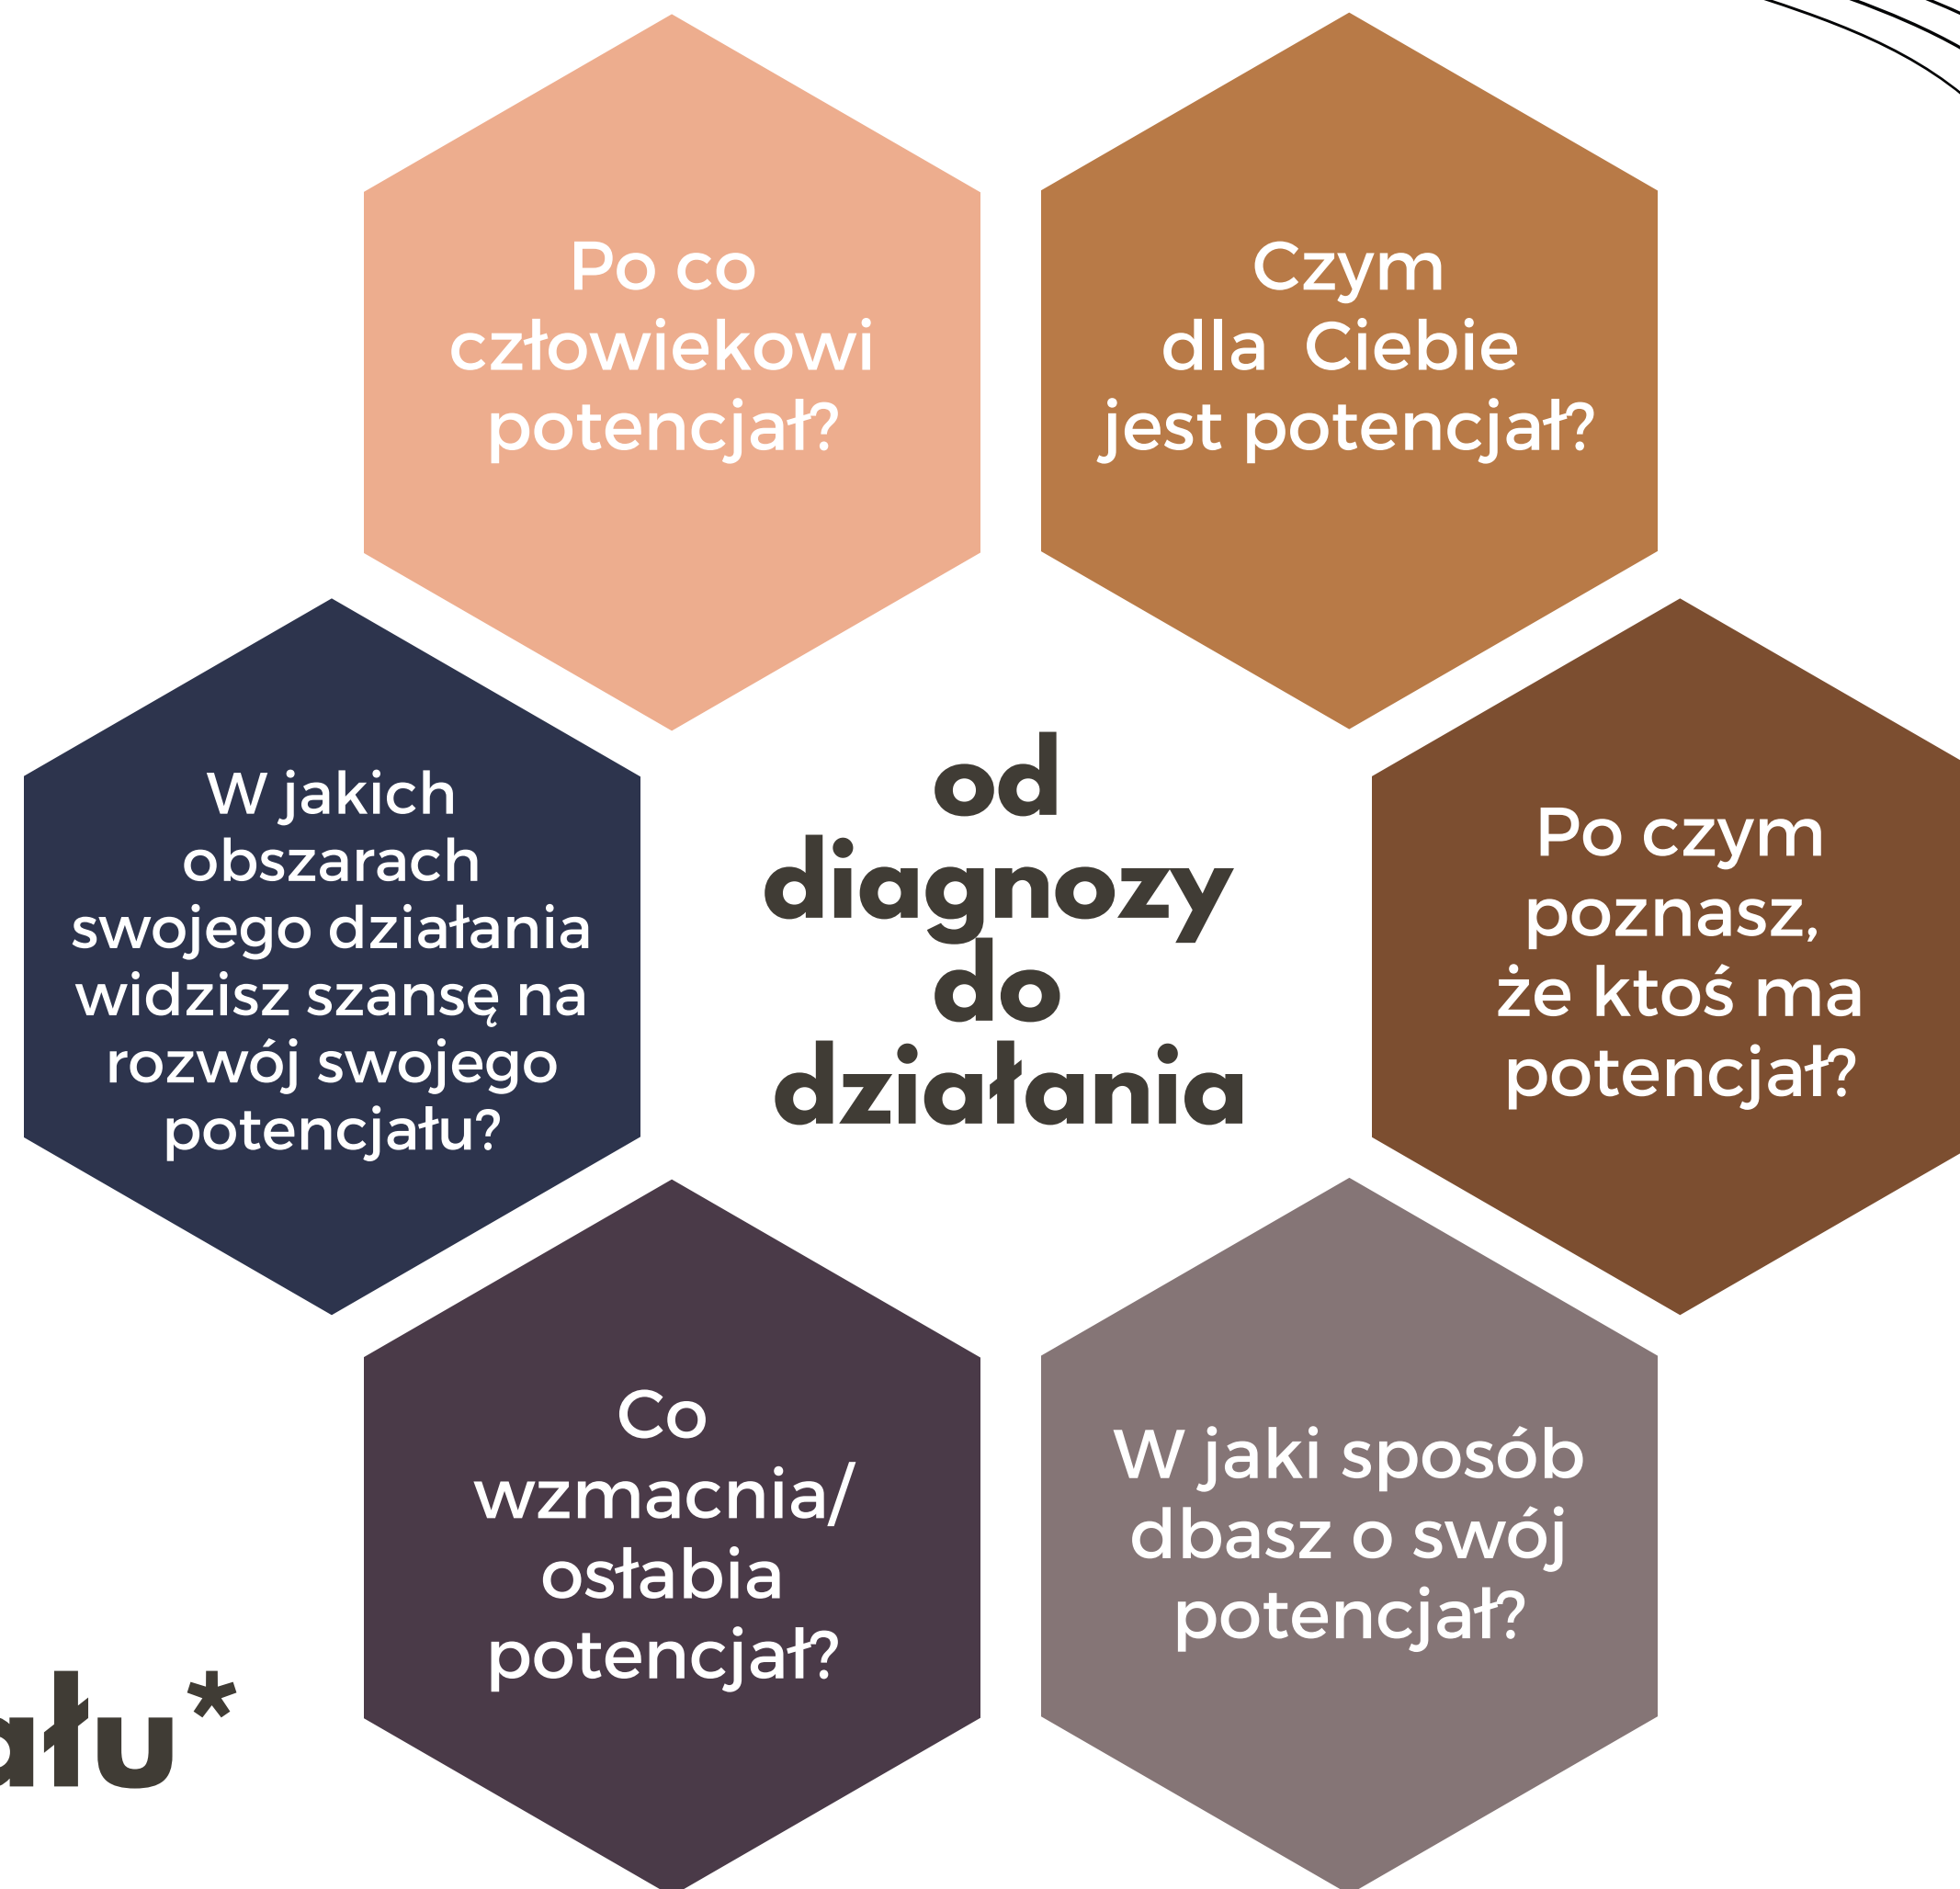 Po co
człowiekowi
potencjał?
Czym
dla Ciebie
jest potencjał?
W jakich
obszarach
swojego działania
widzisz szansę na
rozwój swojego
potencjału?
od
diagnozy
do
działania
Po czym
poznasz,
że ktoś ma
potencjał?
Co
wzmacnia/
osłabia
potencjał?
W jaki sposób
dbasz o swój
potencjał?